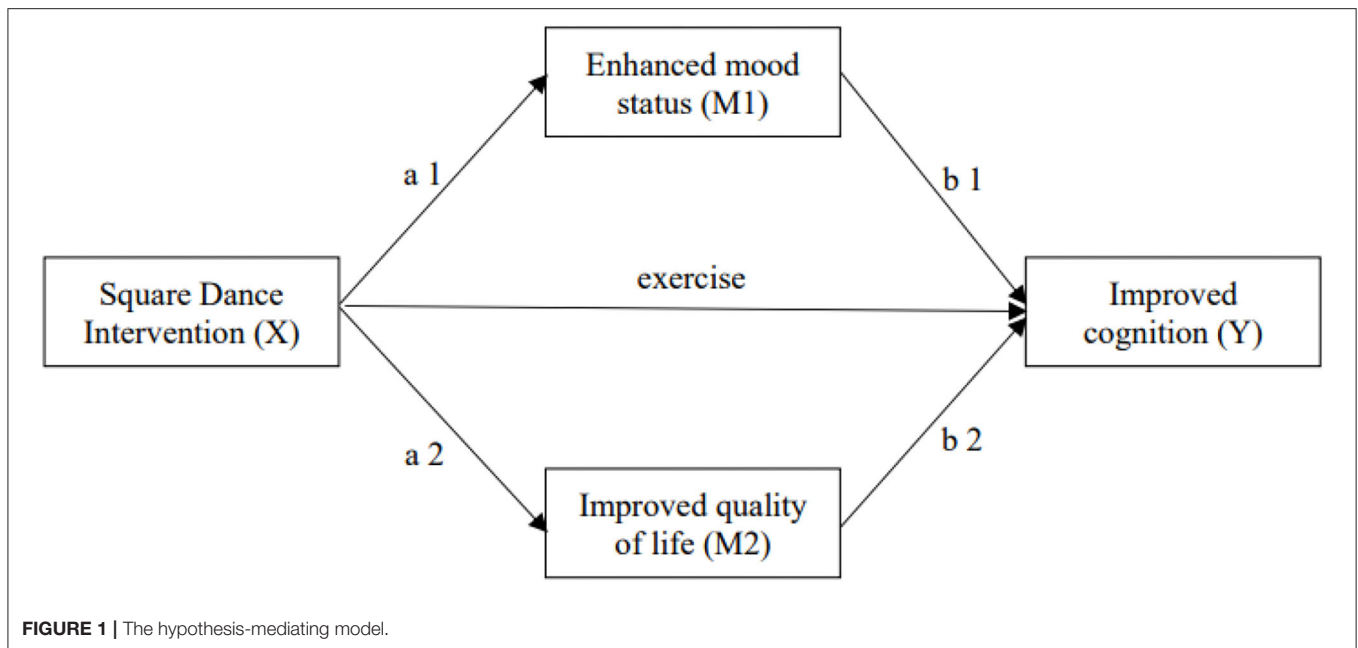 Enhanced mood
status (M1)
a 1
b 1
Square Dance
Intervention (X)
exercise
Improved
cognition (Y)
a 2
b 2
Improved quality
of life (M2)
FIGURE 1 | The hypothesis-mediating model.